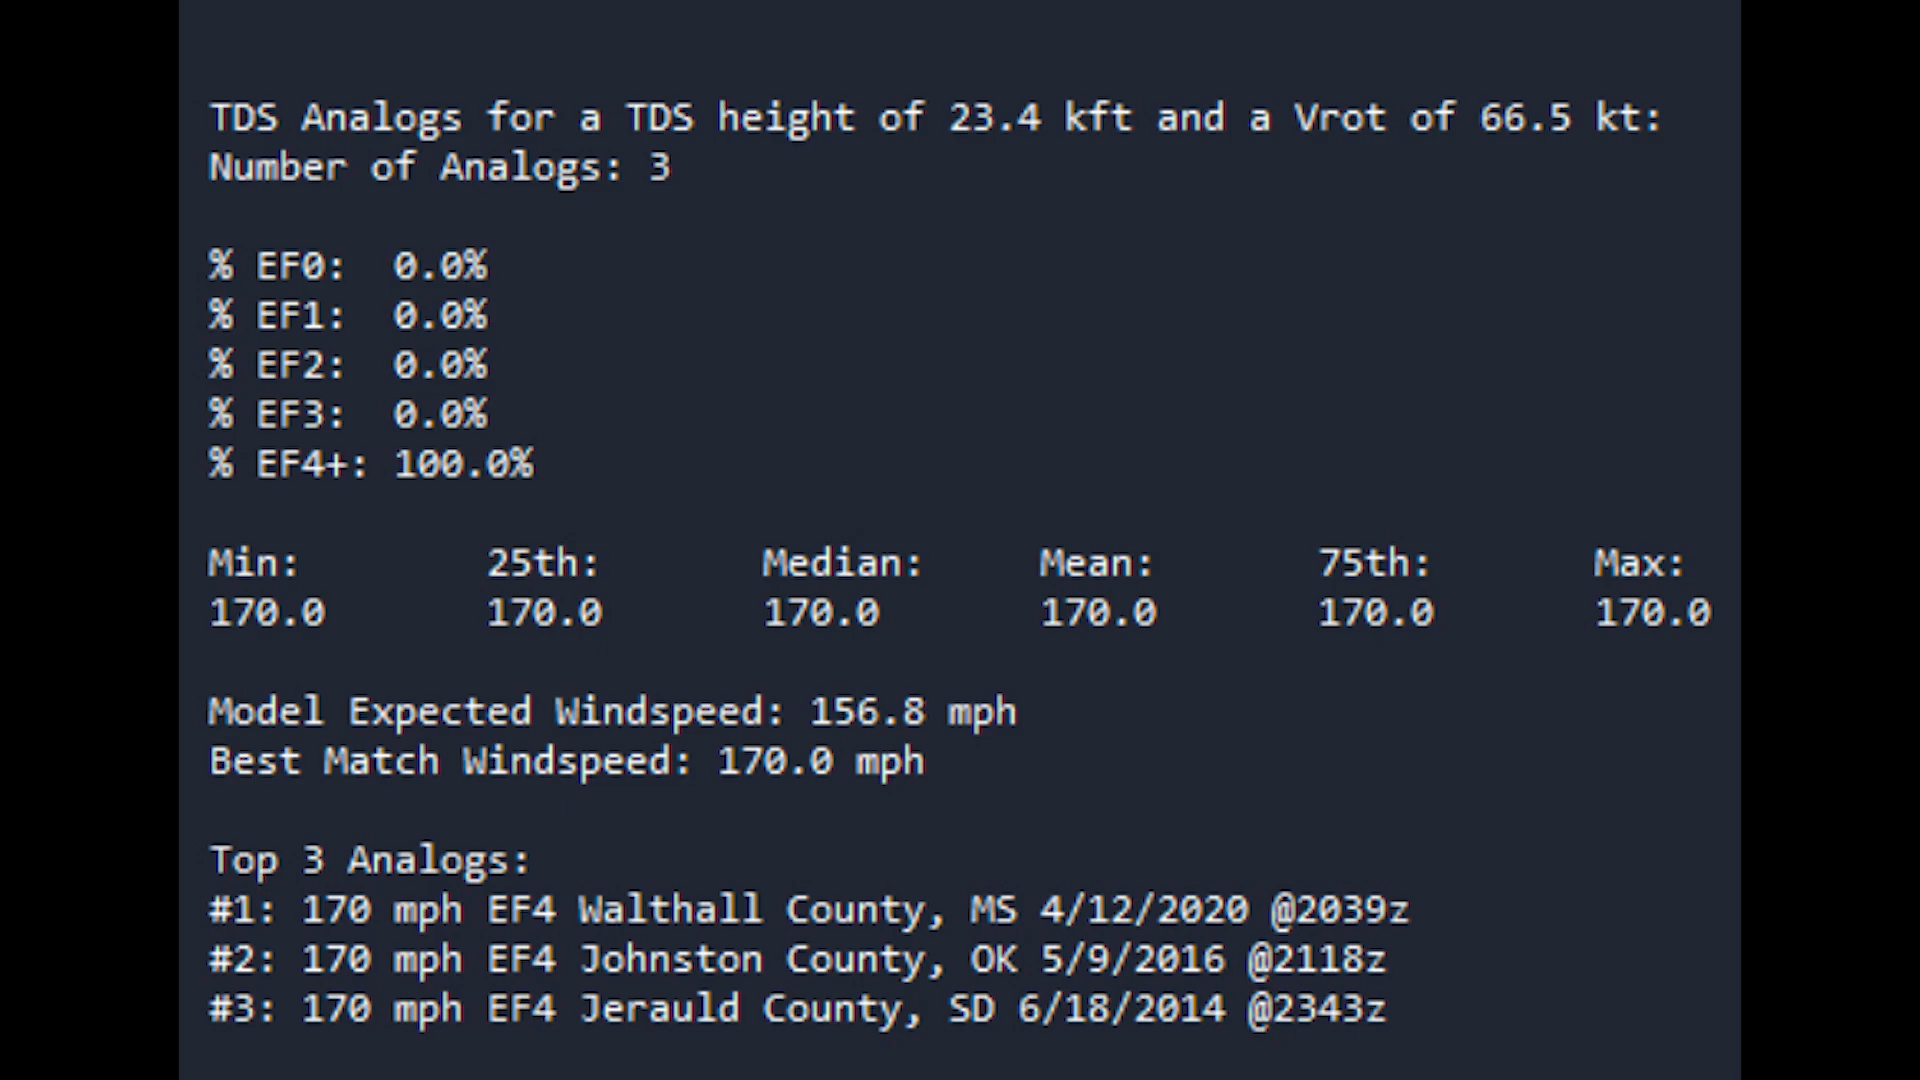 TDS Analogs for a TDS height of 23.4 kft and a Vrot of 66.5 kt:
Number of Analogs: 3
% EF0: 0.0%
% EF1: 0.0%
% EF2: 0.0%
% EF3: 0.0%
% EF4+: 100.0%
Min: 25th: Median: Mean: 75th: Max:
170.0 170.0 170.0 170.0 170.0 170.0
Model Expected Windspeed: 156.8 mph
Best Match Windspeed: 170.0 mph
Top 3 Analogs:
#1: 170 mph EF4 Walthall County, MS 4/12/2020 @2039z
#2: 170 mph EF4 Johnston County, OK 5/9/2016 @2118z
#3: 170 mph EF4 Jerauld County, SD 6/18/2014 @2343z